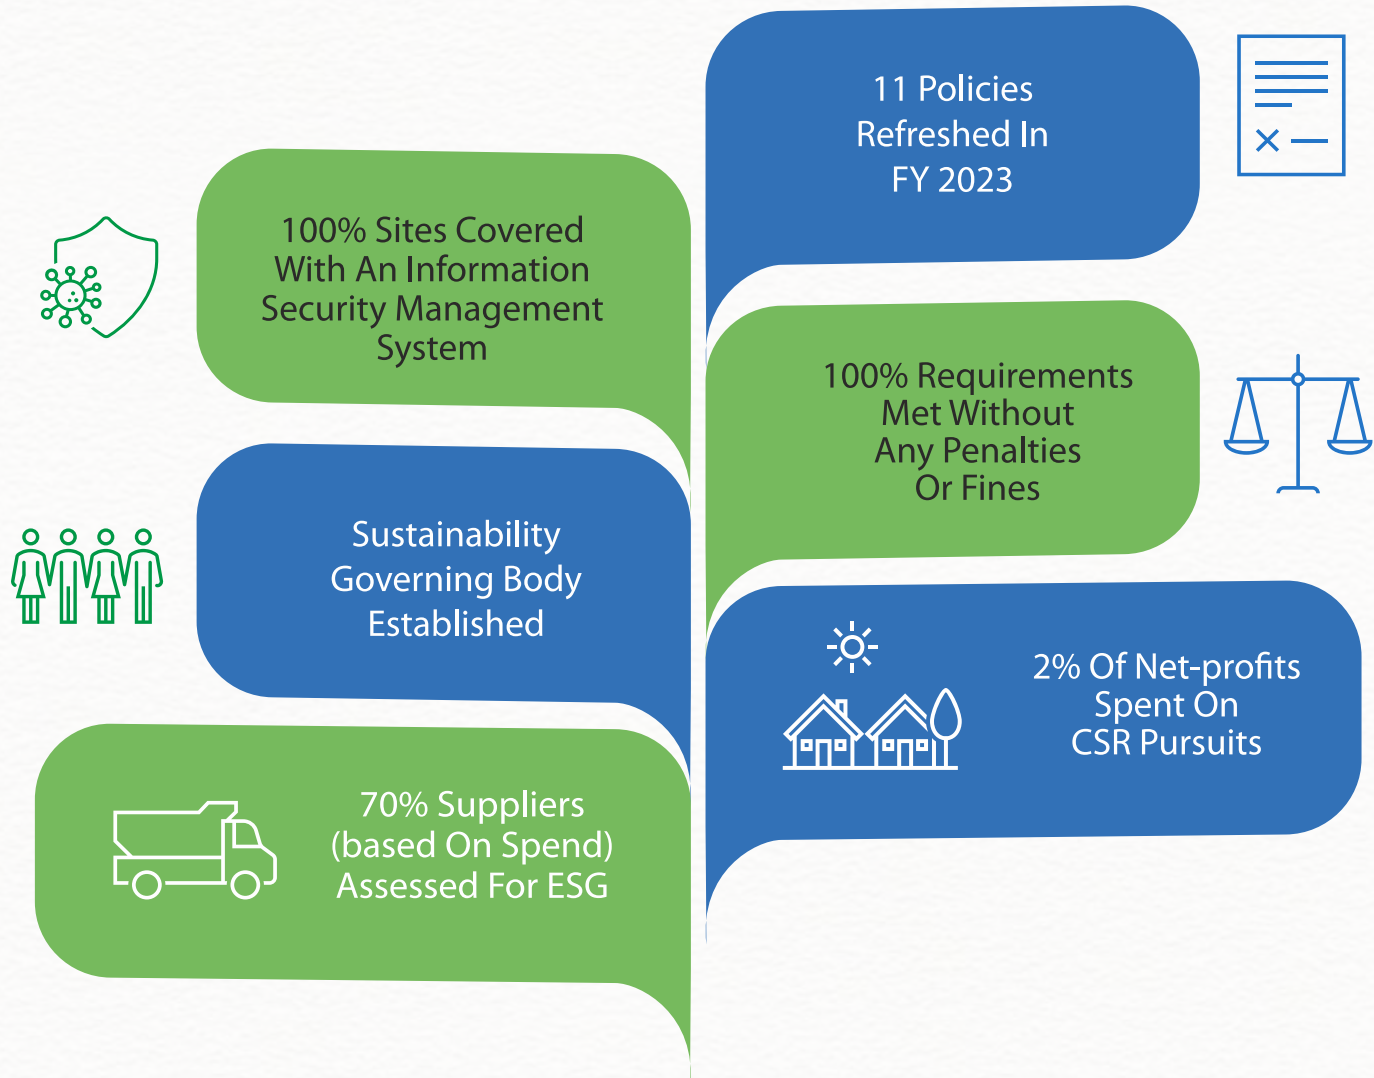 11 Policies
Refreshed In
FY 2023
100% Sites Covered
With An Information
Security Management
System
100% Requirements
Met Without
Any Penalties
Or Fines
Sustainability
Governing Body
Established
2% Of Net-profits
Spent On
CSR Pursuits
70% Suppliers
(based On Spend)
Assessed For ESG